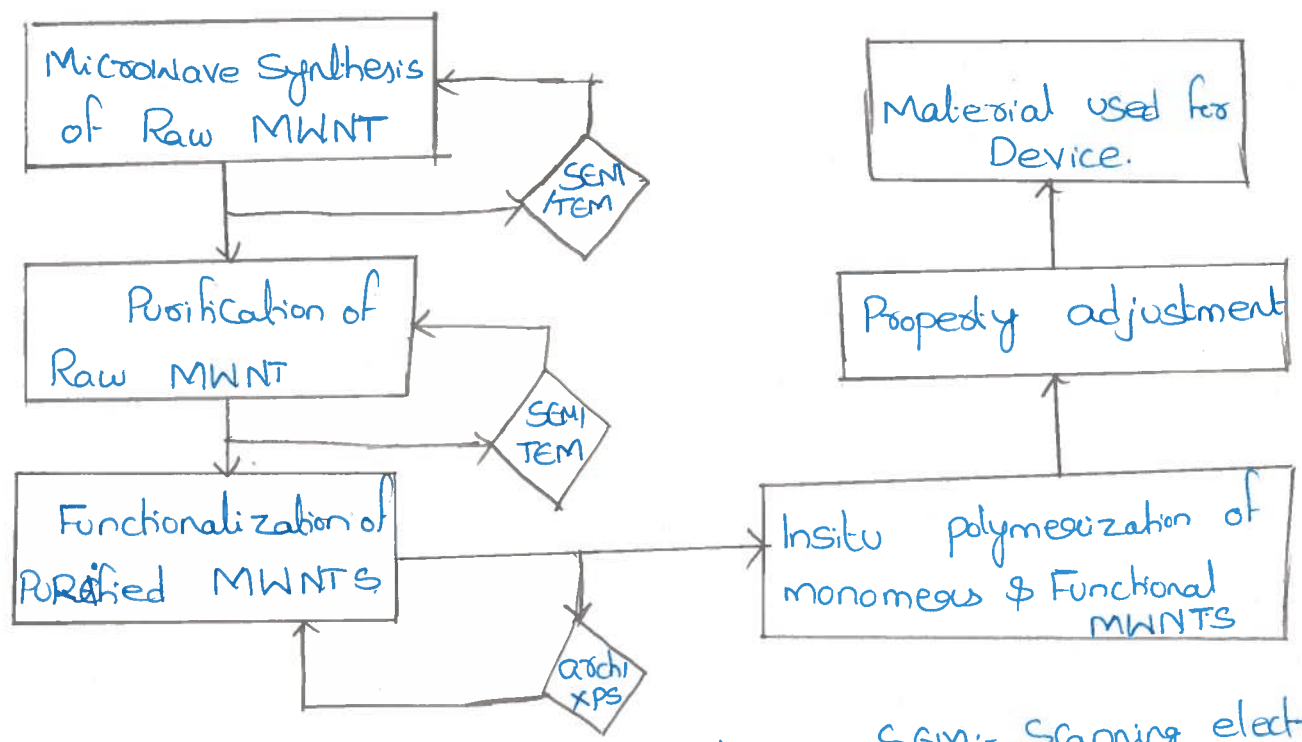 Microwave Synthesis
of Raw MWNT
SEM
/TEM
Purification of
Raw MWNT
SEM/
TEM
Functionalization of
Purified MWNTS
archi
xps
Insitu polymerization of
monomers & Functional
MWNTS
Property adjustment
Material used for
Device.
SEM:- Scanning elect